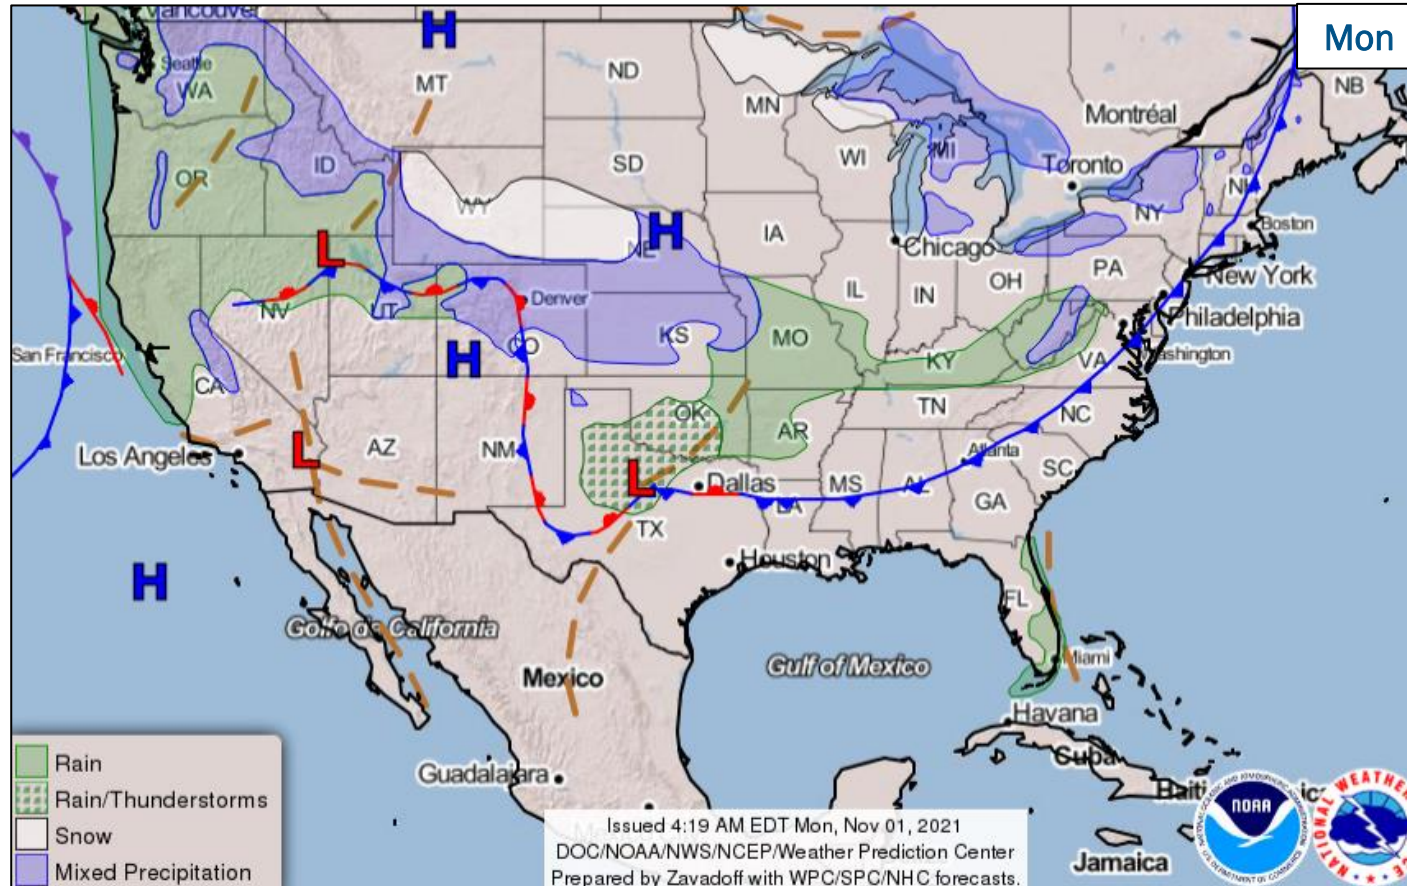 Mon
Vancouver
Seattle
WA
MT
ND
MN
NB
Montréal
OR
ID
SD
WI
MI
Toronto
WY
NY
NH
Boston
IA
NE
Chicago
PA
New York
OH
IL
IN
NV
UT
Denver
Philadelphia
San Francisco
CO
KS
MO
KY
VA
Washington
CA
OK
TN
NC
Los Angeles
AZ
NM
AR
Atlanta
SC
L
H
H
H
L
L
H
Dallas
MS
AL
GA
LA
TX
Houston
FL
Golfo de California
Mexico
Gulf of Mexico
Miami
Havana
Cuba
Guadalajara
Haiti
Jamaica
Rain
Rain/Thunderstorms
Snow
Mixed Precipitation
Issued 4:19 AM EDT Mon, Nov 01, 2021
DOC/NOAA/NWS/NCEP/Weather Prediction Center
Prepared by Zavadoff with WPC/SPC/NHC forecasts.
NOAA
NATIONAL WEATHER